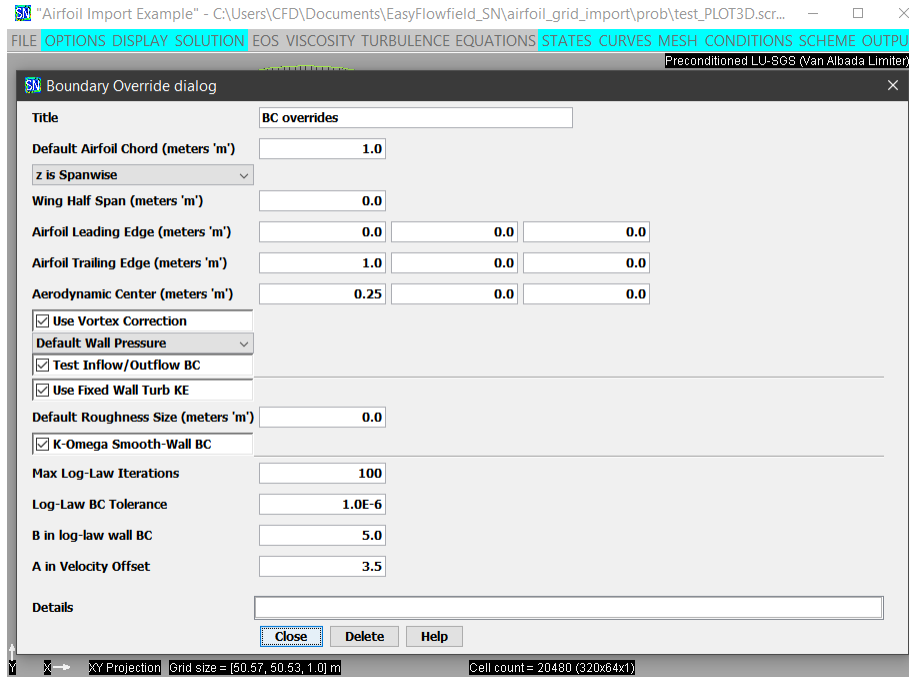 SN "Airfoil Import Example" - C:\Users\CFD\Documents\EasyFlowfield_SN\airfoil_grid_import\prob\test_PLOT3D.scr...
FILE OPTIONS DISPLAY SOLUTION EOS VISCOSITY TURBULENCE EQUATIONS STATES CURVES MESH CONDITIONS SCHEME OUTPU
Preconditioned LU-SGS (Van Albada Limiter)
SN Boundary Override dialog
Title BC overrides
Default Airfoil Chord (meters 'm') 1.0
z is Spanwise
Wing Half Span (meters 'm') 0.0
Airfoil Leading Edge (meters 'm') 0.0 0.0 0.0
Airfoil Trailing Edge (meters 'm') 1.0 0.0 0.0
Aerodynamic Center (meters 'm') 0.25 0.0 0.0
Use Vortex Correction
Default Wall Pressure
Test Inflow/Outflow BC
Use Fixed Wall Turb KE
Default Roughness Size (meters 'm') 0.0
K-Omega Smooth-Wall BC
Max Log-Law Iterations 100
Log-Law BC Tolerance 1.0E-6
B in log-law wall BC 5.0
A in Velocity Offset 3.5
Details
Close Delete Help
Y X XY Projection Grid size = [50.57, 50.53, 1.0] m Cell count = 20480 (320x64x1)